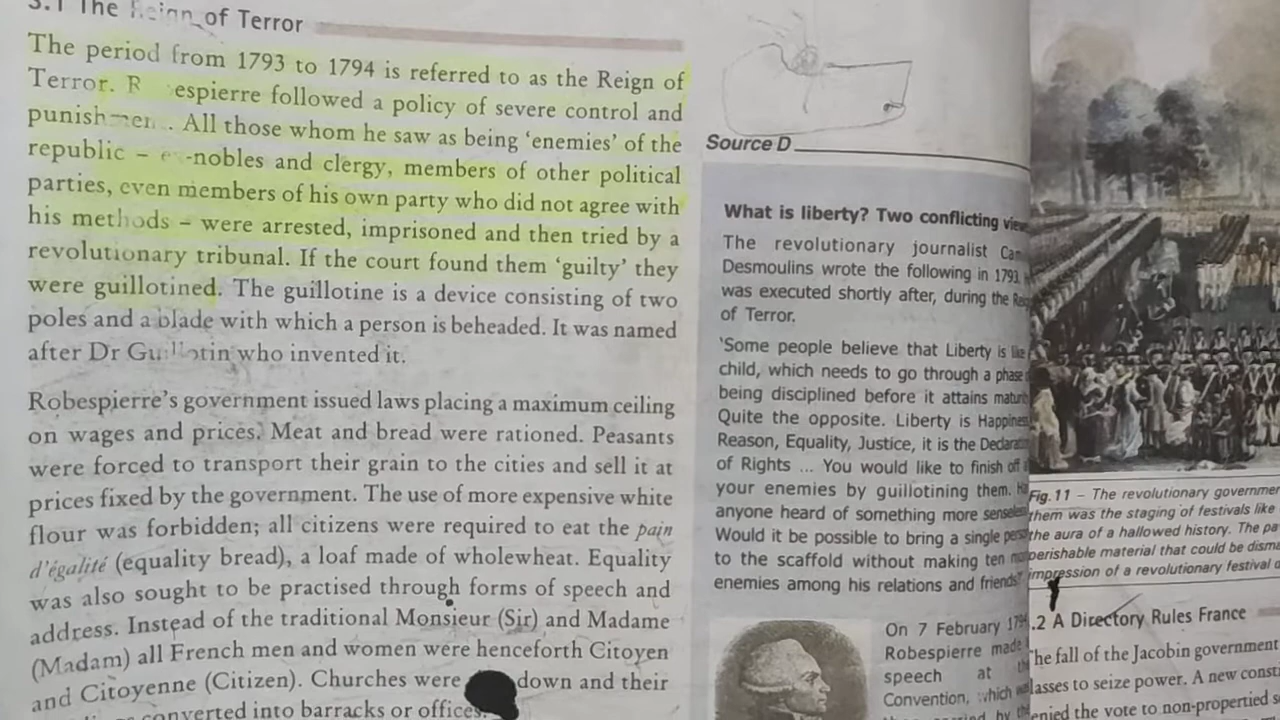 3.1 The Reign of Terror
The period from 1793 to 1794 is referred to as the Reign of
Terror. R espierre followed a policy of severe control and
All those whom he saw as being ‘enemies’ of the
republic – -nobles and clergy, members of other political
parties, even members of his own party who did not agree with
his methods – were arrested, imprisoned and then tried by a
revolutionary tribunal. If the court found them ‘guilty’ they
were guillotined. The guillotine is a device consisting of two
poles and a blade with which a person is beheaded. It was named
after Dr who invented it.
Robespierre’s government issued laws placing a maximum ceiling
on wages and prices. Meat and bread were rationed. Peasants
were forced to transport their grain to the cities and sell it at
prices fixed by the government. The use of more expensive white
flour was forbidden; all citizens were required to eat the pain
d’égalité (equality bread), a loaf made of wholewheat. Equality
was also sought to be practised through forms of speech and
address. Instead of the traditional Monsieur (Sir) and Madame
(Madam) all French men and women were henceforth Citoyen
and Citoyenne (Citizen). Churches were down and their
converted into barracks or offices.
Source D
What is liberty? Two conflicting
The revolutionary journalist
Desmoulins wrote the following in 1793.
was executed shortly after, during the
of Terror.
‘Some people believe that Liberty is
child, which needs to go through a phase
being disciplined before it attains
Quite the opposite. Liberty is Happiness,
Reason, Equality, Justice, it is the
of Rights ... You would like to finish off
your enemies by guillotining them.
anyone heard of something more
Would it be possible to bring a single
to the scaffold without making ten
enemies among his relations and friends
On 7 February
Robespierre made
speech at
Convention, which
Fig. 11 – The revolutionary
them was the staging of festivals like
the aura of a hallowed history. The
perishable material that could be
impression of a revolutionary festival
.2 A Directory Rules France
The fall of the Jacobin government
lasses to seize power. A new
enied the vote to non-propertied